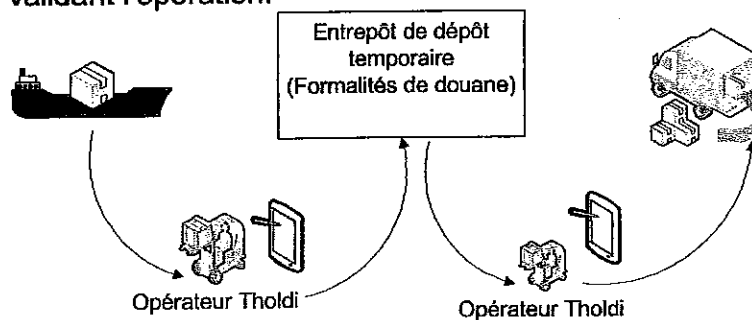 validant l'opération.
Entrepôt de dépôt
temporaire
(Formalités de douane)
Opérateur Tholdi
Opérateur Tholdi